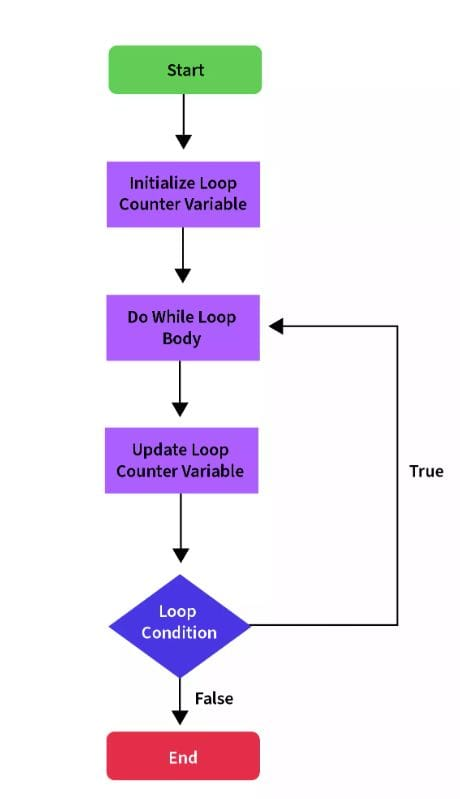 Start
Initialize Loop
Counter Variable
Do While Loop
Body
Update Loop
Counter Variable
True
Loop
Condition
False
End